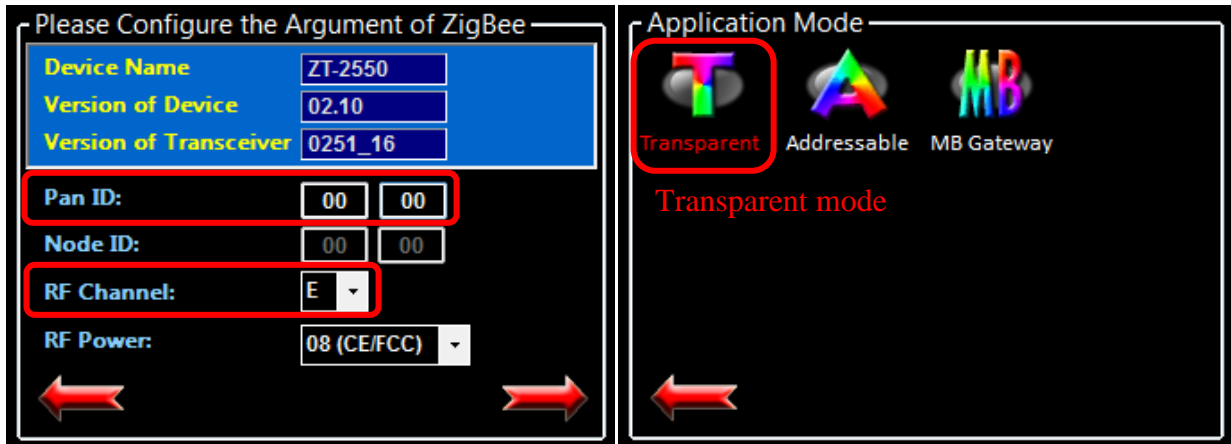 Please Configure the Argument of ZigBee
Device Name ZT-2550
Version of Device 02.10
Version of Transceiver 0251_16
Pan ID: 00 00
Node ID: 00 00
RF Channel: E
RF Power: 08 (CE/FCC)
Application Mode
T A MB
Transparent Addressable MB Gateway
Transparent mode